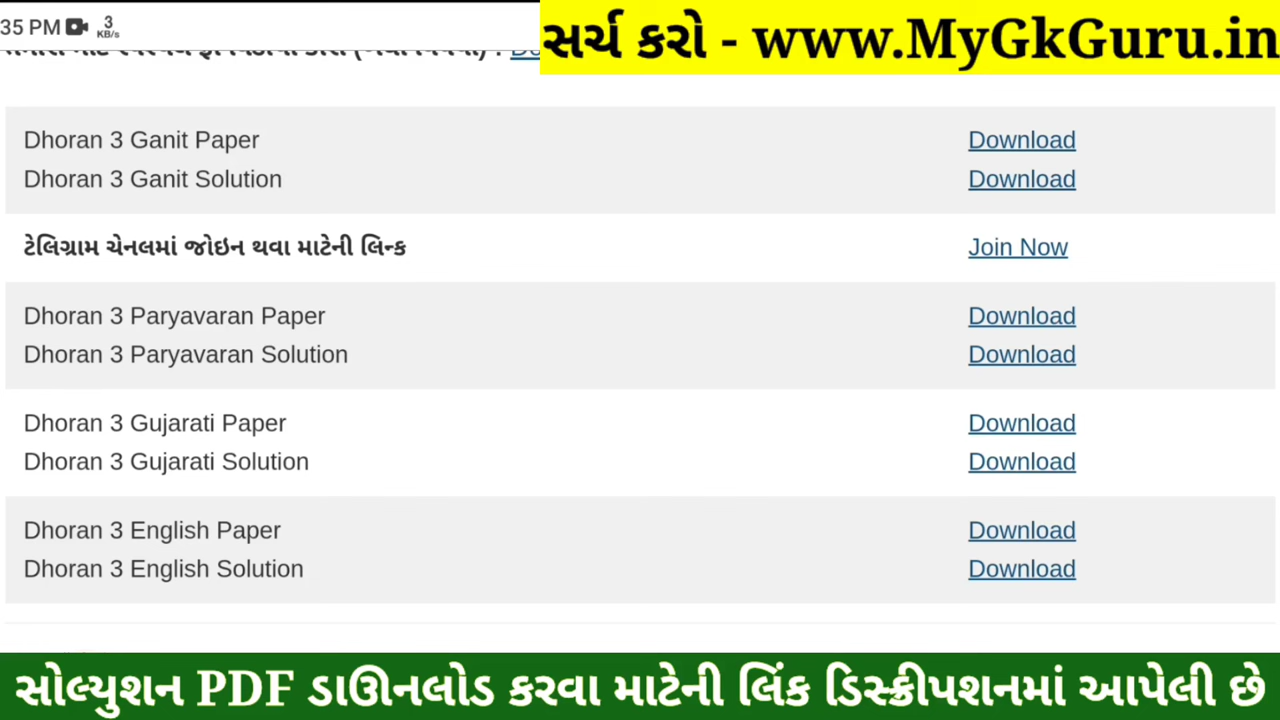 35 PM 3 KB/s
સર્ચ કરો - www.MyGkGuru.in
Dhoran 3 Ganit Paper Download
Dhoran 3 Ganit Solution Download
ટેલિગ્રામ ચેનલમાં જોઇન થવા માટેની લિન્ક Join Now
Dhoran 3 Paryavaran Paper Download
Dhoran 3 Paryavaran Solution Download
Dhoran 3 Gujarati Paper Download
Dhoran 3 Gujarati Solution Download
Dhoran 3 English Paper Download
Dhoran 3 English Solution Download
સોલ્યુશન PDF ડાઊનલોડ કરવા માટેની લિંક ડિસ્ક્રીપશનમાં આપેલી છે